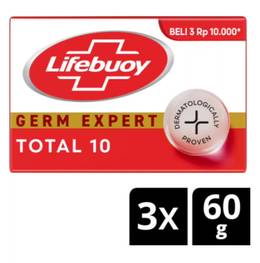 BELI 3 Rp 10.000*
Lifebuoy
GERM EXPERT
TOTAL 10
DERMATOLOGICALLY
PROVEN
3x
60
g